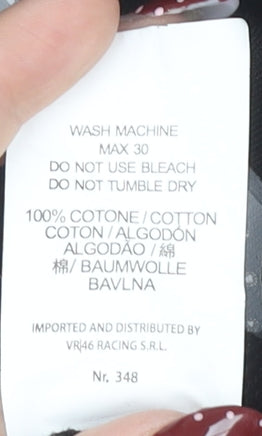 WASH MACHINE
MAX 30
DO NOT USE BLEACH
DO NOT TUMBLE DRY
100% COTONE / COTTON
COTON / ALGODÓN
ALGODÃO / 綿
棉/ BAUMWOLLE
BAVLNA
IMPORTED AND DISTRIBUTED BY
VR|46 RACING S.R.L.
Nr. 348